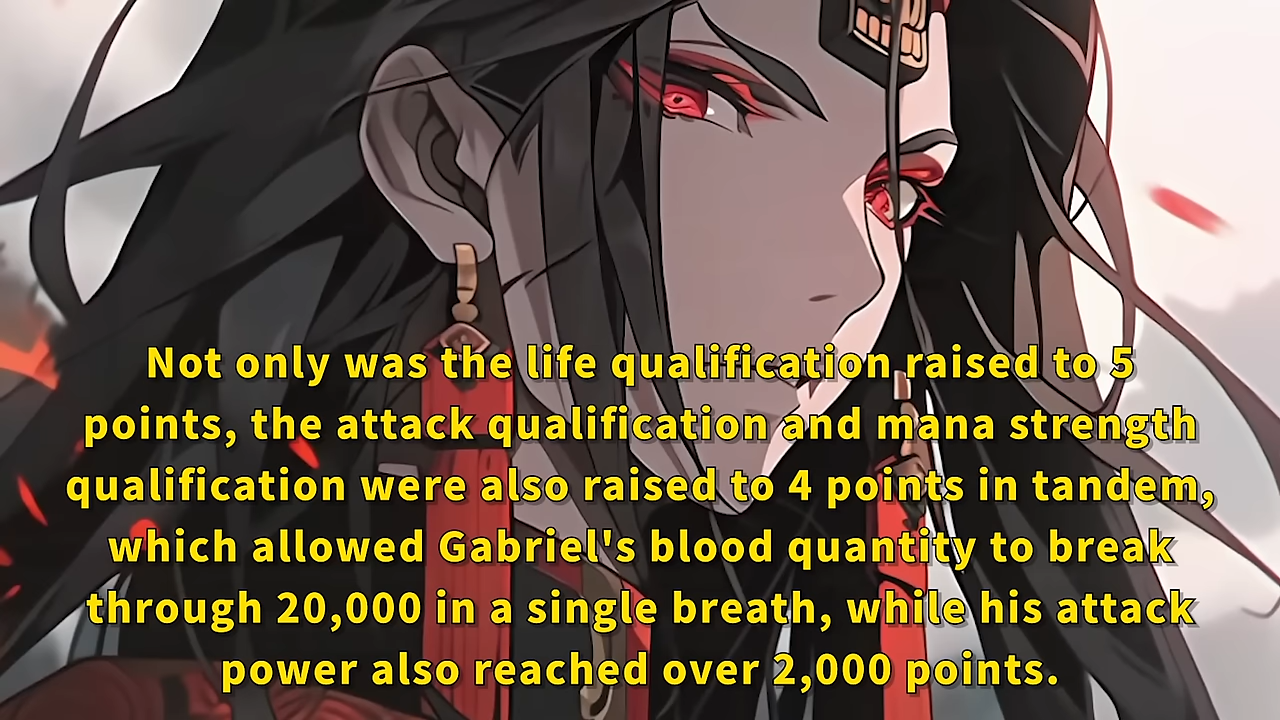 Not only was the life qualification raised to 5
points, the attack qualification and mana strength
qualification were also raised to 4 points in tandem,
which allowed Gabriel's blood quantity to break
through 20,000 in a single breath, while his attack
power also reached over 2,000 points.